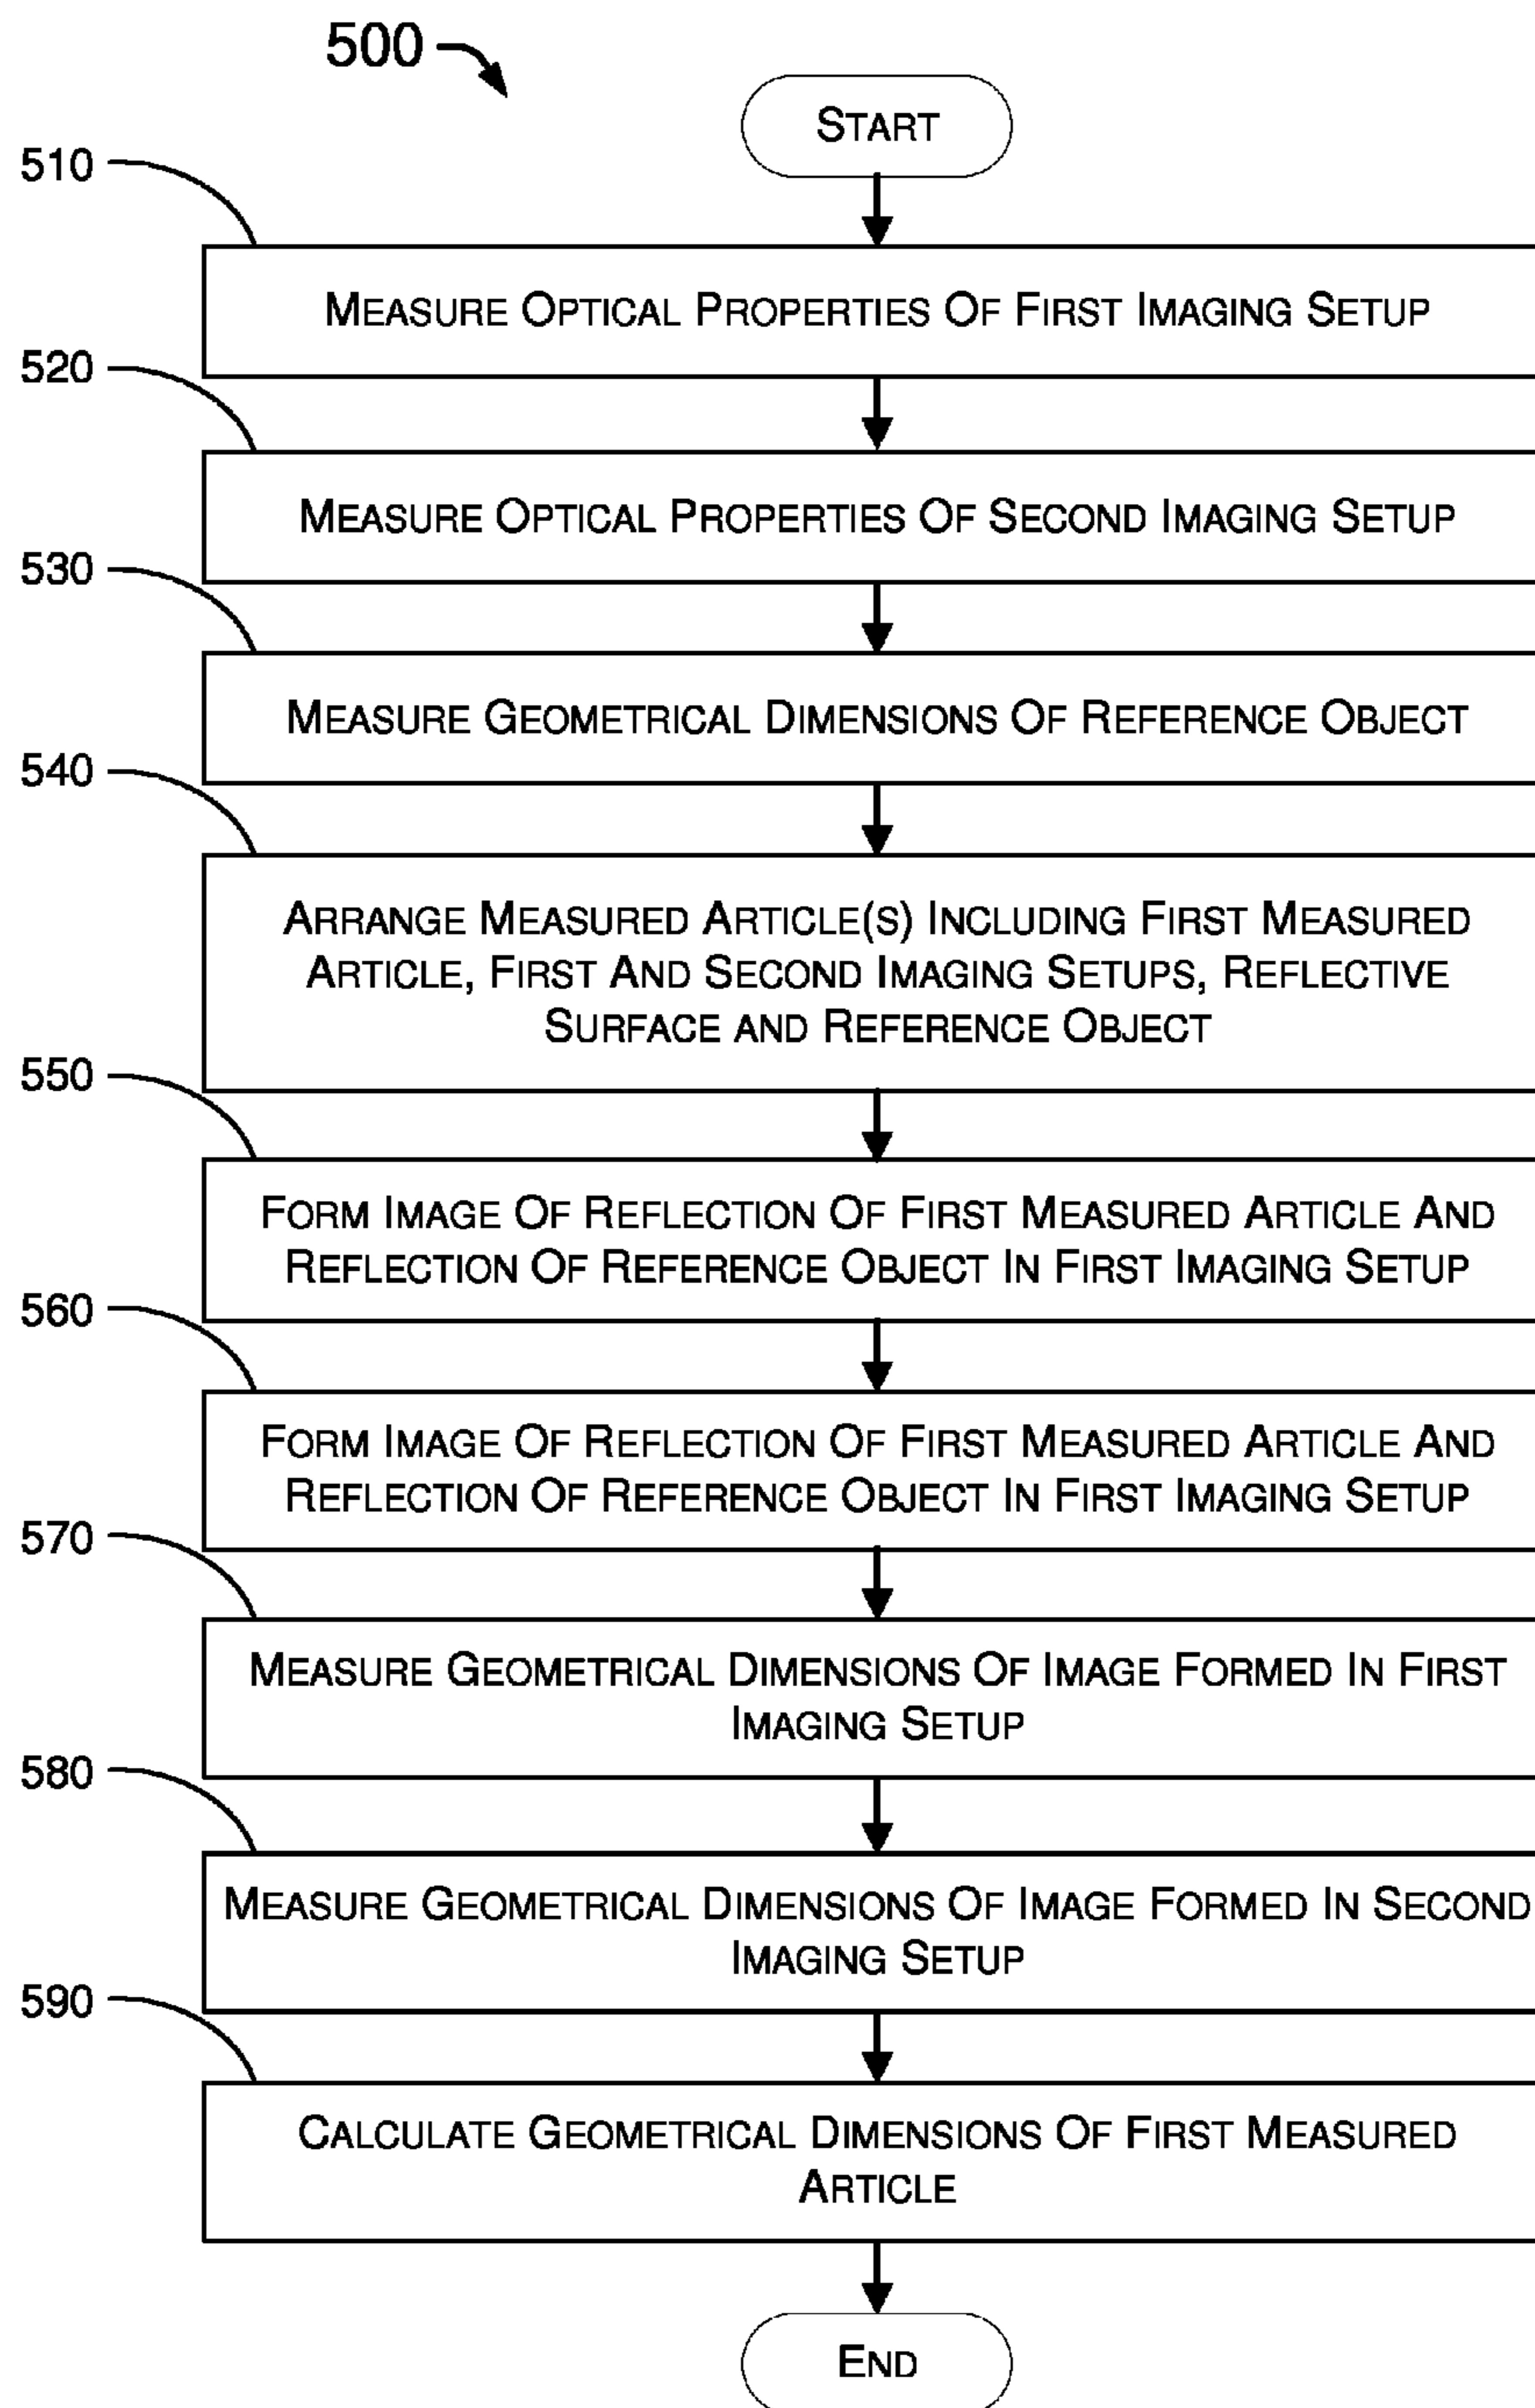 500
START
510
MEASURE OPTICAL PROPERTIES OF FIRST IMAGING SETUP
520
MEASURE OPTICAL PROPERTIES OF SECOND IMAGING SETUP
530
MEASURE GEOMETRICAL DIMENSIONS OF REFERENCE OBJECT
540
ARRANGE MEASURED ARTICLE(S) INCLUDING FIRST MEASURED
ARTICLE, FIRST AND SECOND IMAGING SETUPS, REFLECTIVE
SURFACE AND REFERENCE OBJECT
550
FORM IMAGE OF REFLECTION OF FIRST MEASURED ARTICLE AND
REFLECTION OF REFERENCE OBJECT IN FIRST IMAGING SETUP
560
FORM IMAGE OF REFLECTION OF FIRST MEASURED ARTICLE AND
REFLECTION OF REFERENCE OBJECT IN FIRST IMAGING SETUP
570
MEASURE GEOMETRICAL DIMENSIONS OF IMAGE FORMED IN FIRST
IMAGING SETUP
580
MEASURE GEOMETRICAL DIMENSIONS OF IMAGE FORMED IN SECOND
IMAGING SETUP
590
CALCULATE GEOMETRICAL DIMENSIONS OF FIRST MEASURED
ARTICLE
END